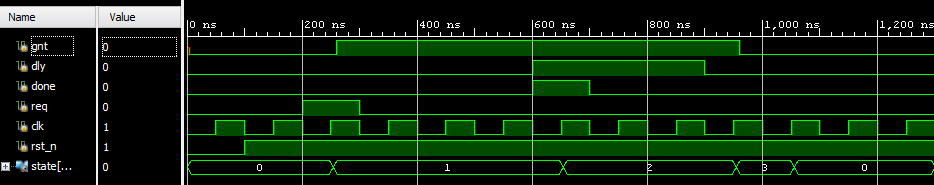 Name Value 0 ns 200 ns 400 ns 600 ns 800 ns 1,000 ns 1,200 ns
gnt 0
dly 0
done 0
req 0
clk 1
rst_n 1
state[... 0 0 1 2 3 0